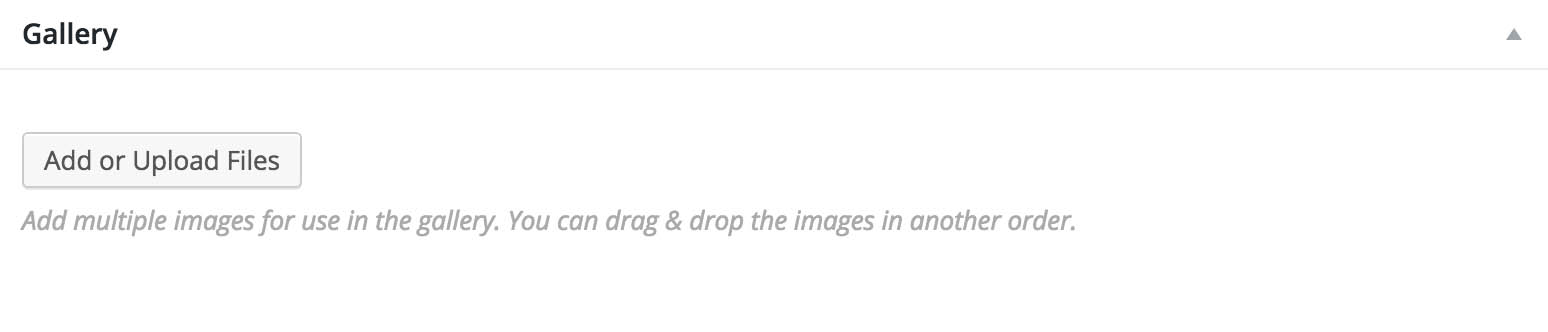 Gallery
Add or Upload Files
Add multiple images for use in the gallery. You can drag & drop the images in another order.